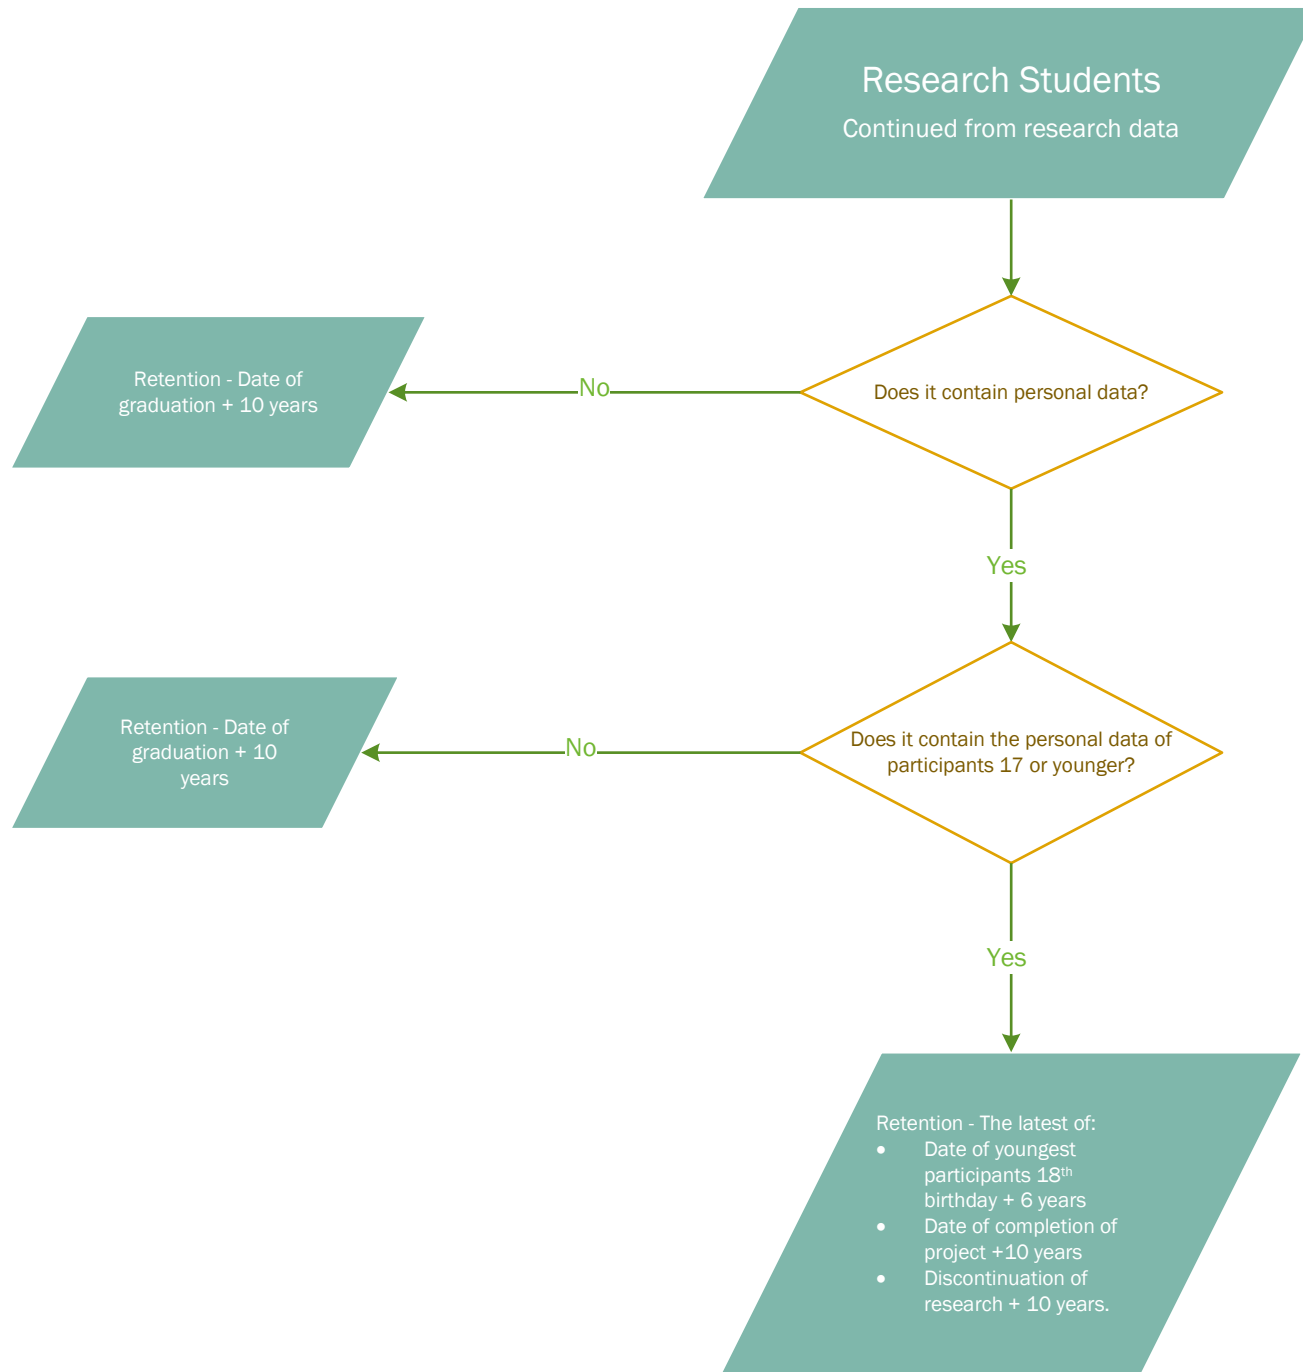 Research Students
Continued from research data
Does it contain personal data?
No
Retention - Date of
graduation + 10 years
Yes
Does it contain the personal data of
participants 17 or younger?
No
Retention - Date of
graduation + 10
years
Yes
Retention - The latest of:
• Date of youngest
participants 18th
birthday + 6 years
• Date of completion of
project +10 years
• Discontinuation of
research + 10 years.